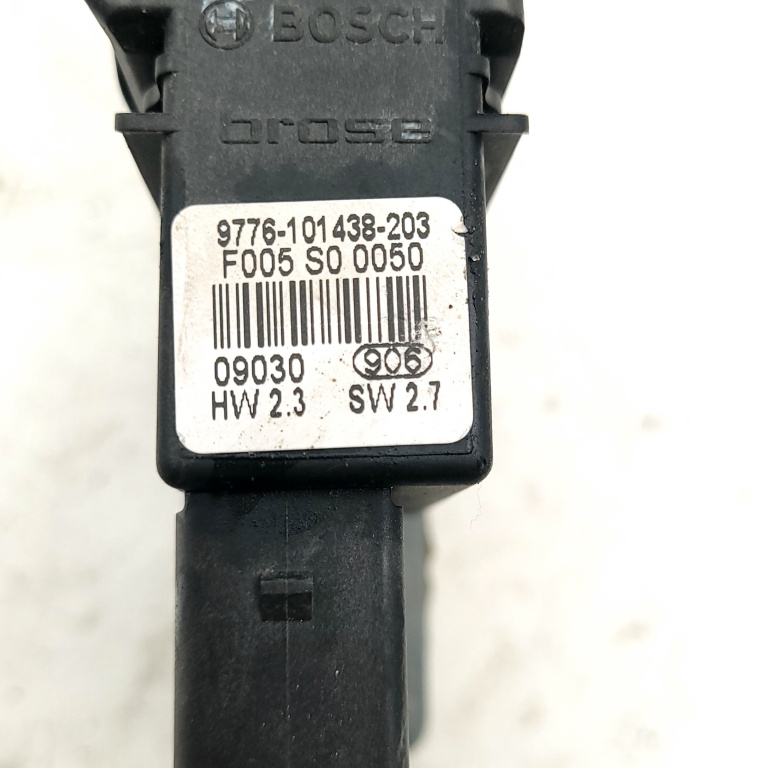 BOSCH
brose
9776-101438-203
F005 S0 0050
09030 906
HW 2.3 SW 2.7